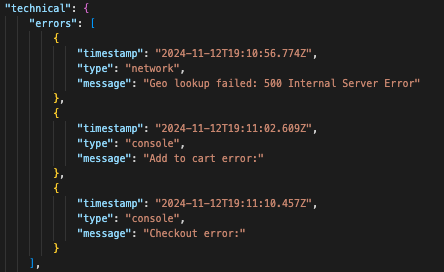 "technical": {
"errors": [
{
"timestamp": "2024-11-12T19:10:56.774Z",
"type": "network",
"message": "Geo lookup failed: 500 Internal Server Error"
},
{
"timestamp": "2024-11-12T19:11:02.609Z",
"type": "console",
"message": "Add to cart error:"
},
{
"timestamp": "2024-11-12T19:11:10.457Z",
"type": "console",
"message": "Checkout error:"
}
],